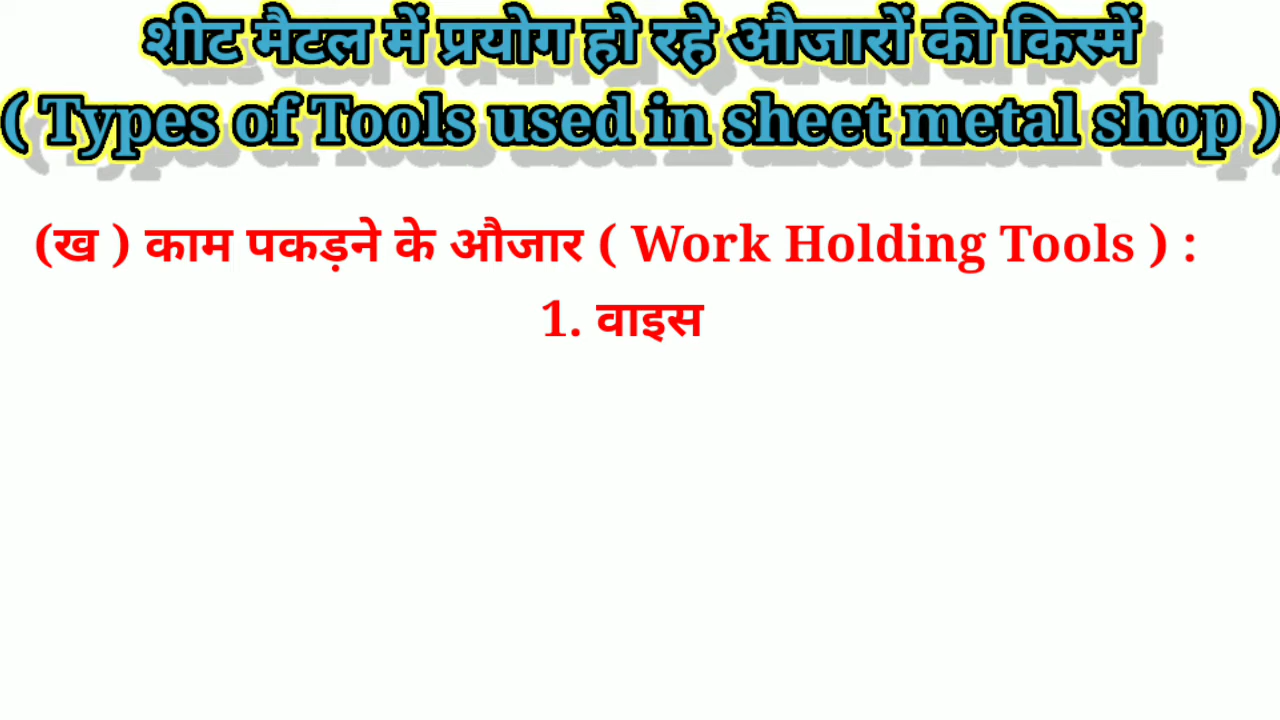 शीट मैटल में प्रयोग हो रहे औजारों की किस्में
( Types of Tools used in sheet metal shop )
(ख ) काम पकड़ने के औजार ( Work Holding Tools ) :
1. वाइस